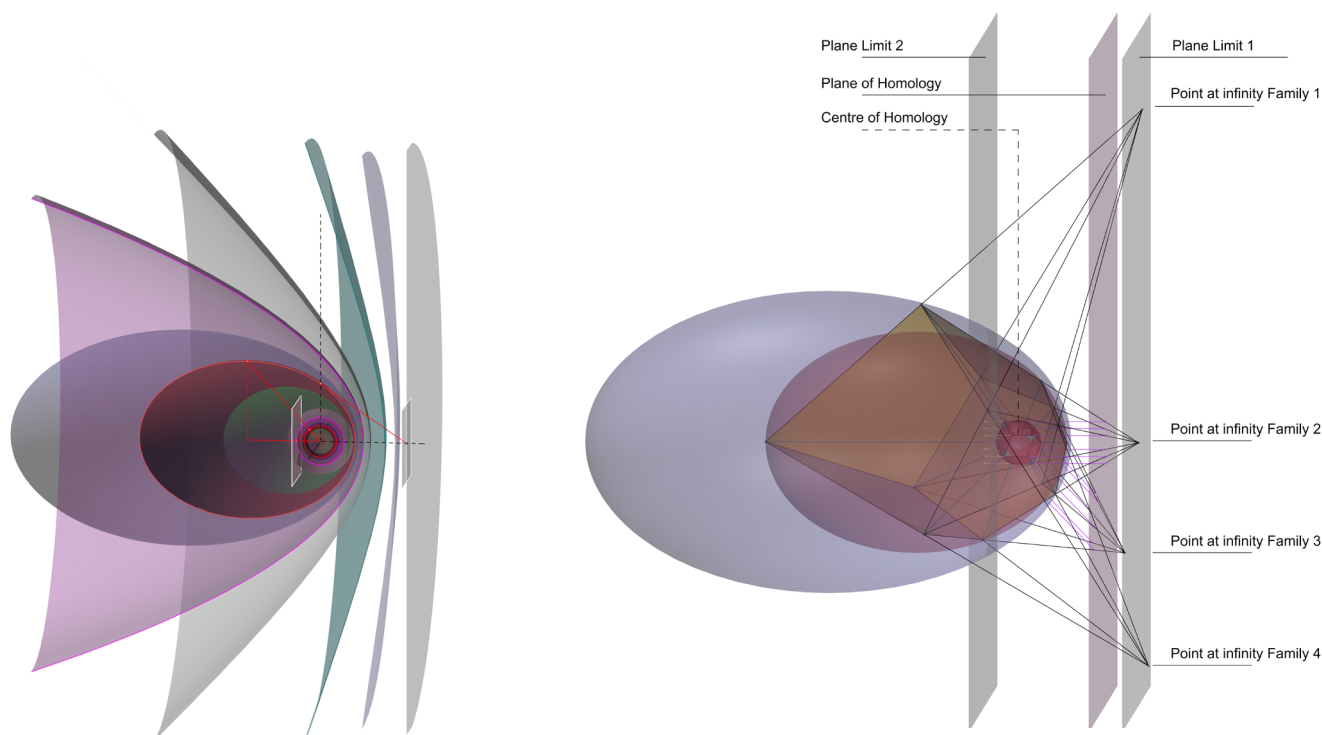 Plane Limit 2
Plane Limit 1
Plane of Homology
Point at infinity Family 1
Centre of Homology
Point at infinity Family 2
Point at infinity Family 3
Point at infinity Family 4